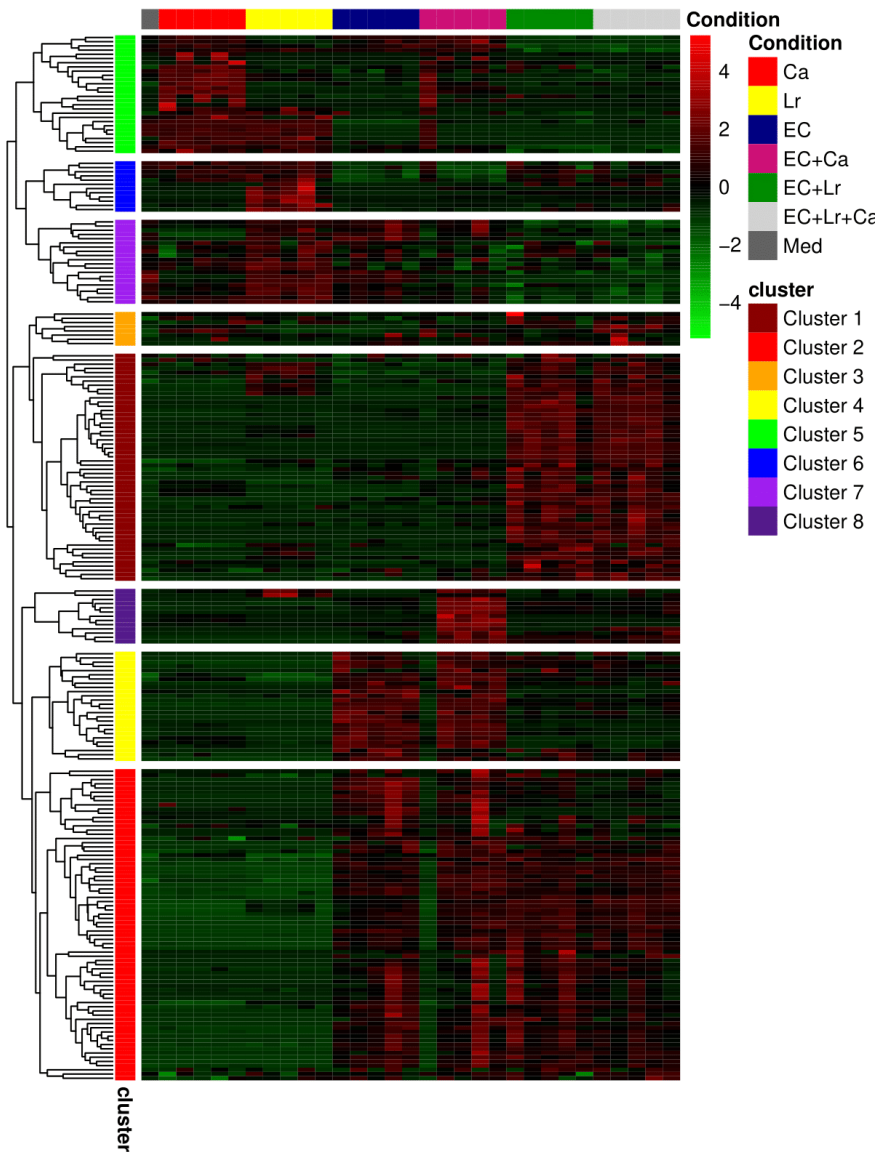 Condition
4
2
0
−2
−4
Condition
Ca
Lr
EC
EC+Ca
EC+Lr
EC+Lr+Ca
Med
cluster
Cluster 1
Cluster 2
Cluster 3
Cluster 4
Cluster 5
Cluster 6
Cluster 7
Cluster 8
cluster